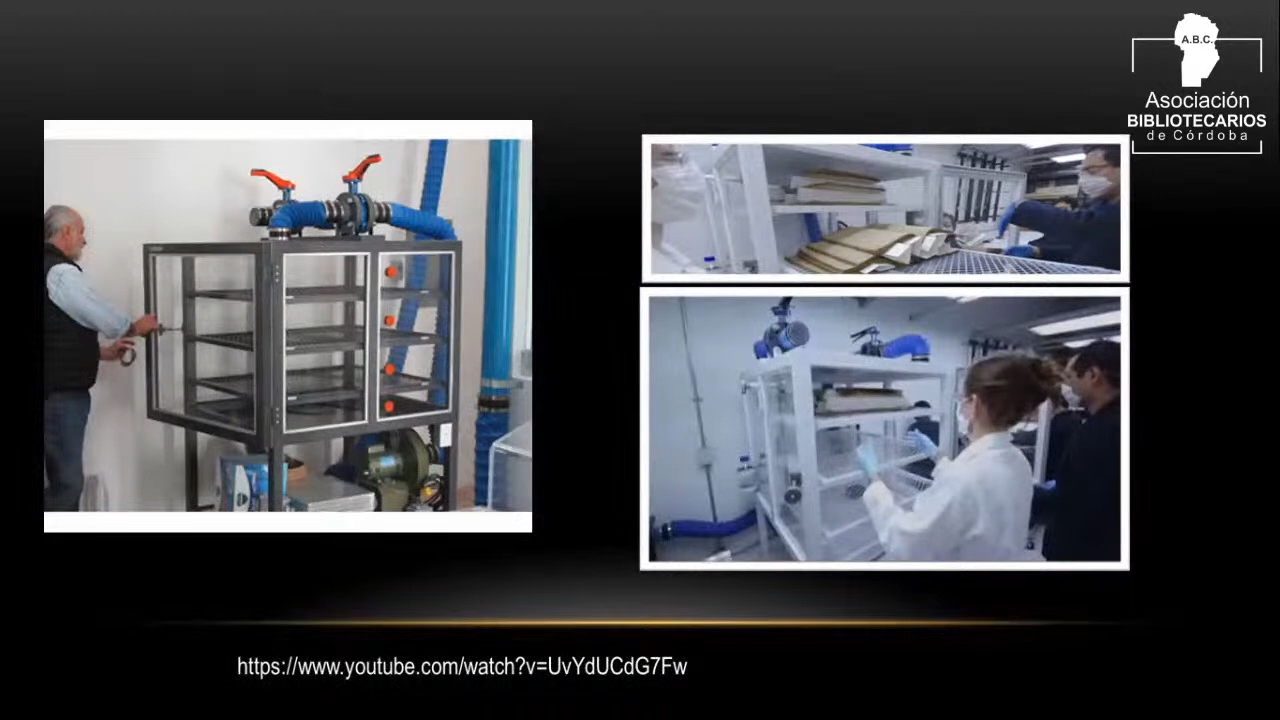 A.B.C.
Asociación
BIBLIOTECARIOS
de Córdoba
https://www.youtube.com/watch?v=UvYdUCdG7Fw